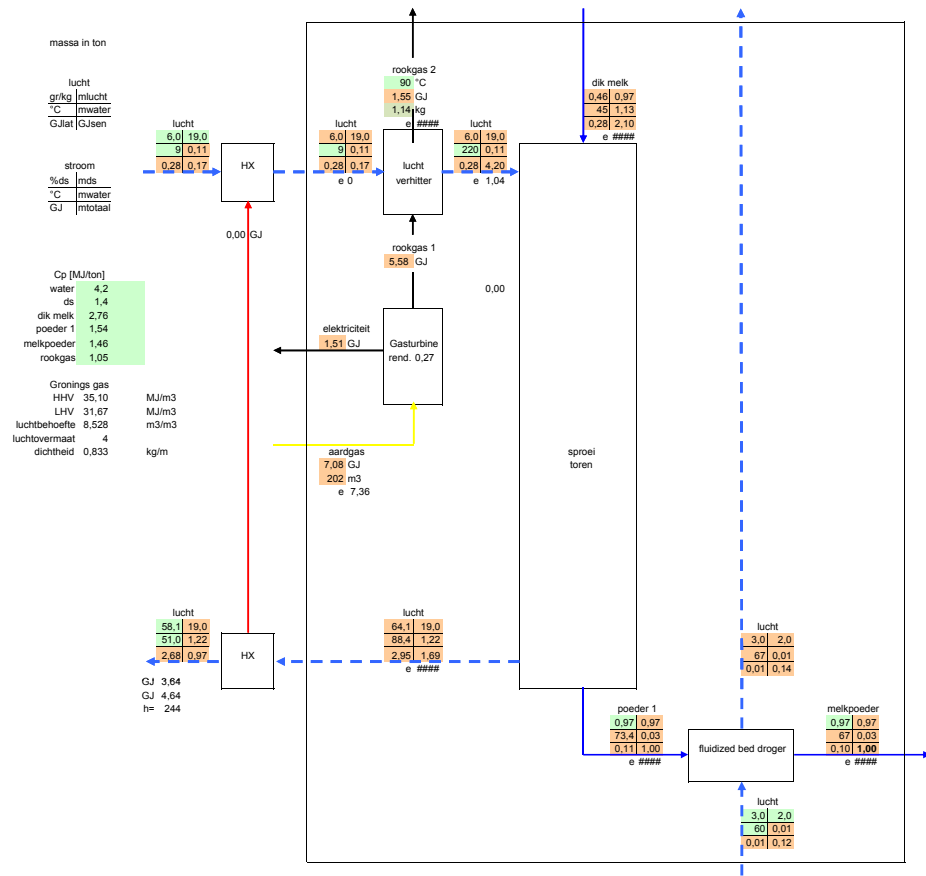 massa in ton
lucht
gr/kg mlucht
°C mwater
GJlat GJsen
stroom
%ds mds
°C mwater
GJ mtotaal
lucht
6,0 19,0
9 0,11
0,28 0,17
HX
0,00 GJ
lucht
6,0 19,0
9 0,11
0,28 0,17
e 0
rookgas 2
90 °C
1,55 GJ
1,14 kg
e ####
lucht
verhitter
lucht
6,0 19,0
220 0,11
0,28 4,20
e 1,04
dik melk
0,46 0,97
45 1,13
0,28 2,10
e ####
rookgas 1
5,58 GJ
0,00
Cp [MJ/ton]
water 4,2
ds 1,4
dik melk 2,76
poeder 1 1,54
melkpoeder 1,46
rookgas 1,05
elektriciteit
1,51 GJ
Gasturbine
rend. 0,27
Gronings gas
HHV 35,10 MJ/m3
LHV 31,67 MJ/m3
luchtbehoefte 8,528 m3/m3
luchtovermaat 4
dichtheid 0,833 kg/m
aardgas
7,08 GJ
202 m3
e 7,36
sproei
toren
lucht
58,1 19,0
51,0 1,22
2,68 0,97
GJ 3,64
GJ 4,64
h= 244
HX
lucht
64,1 19,0
88,4 1,22
2,95 1,69
e ####
lucht
3,0 2,0
67 0,01
0,01 0,14
poeder 1
0,97 0,97
73,4 0,03
0,11 1,00
e ####
fluidized bed droger
melkpoeder
0,97 0,97
67 0,03
0,10 1,00
e ####
lucht
3,0 2,0
60 0,01
0,01 0,12